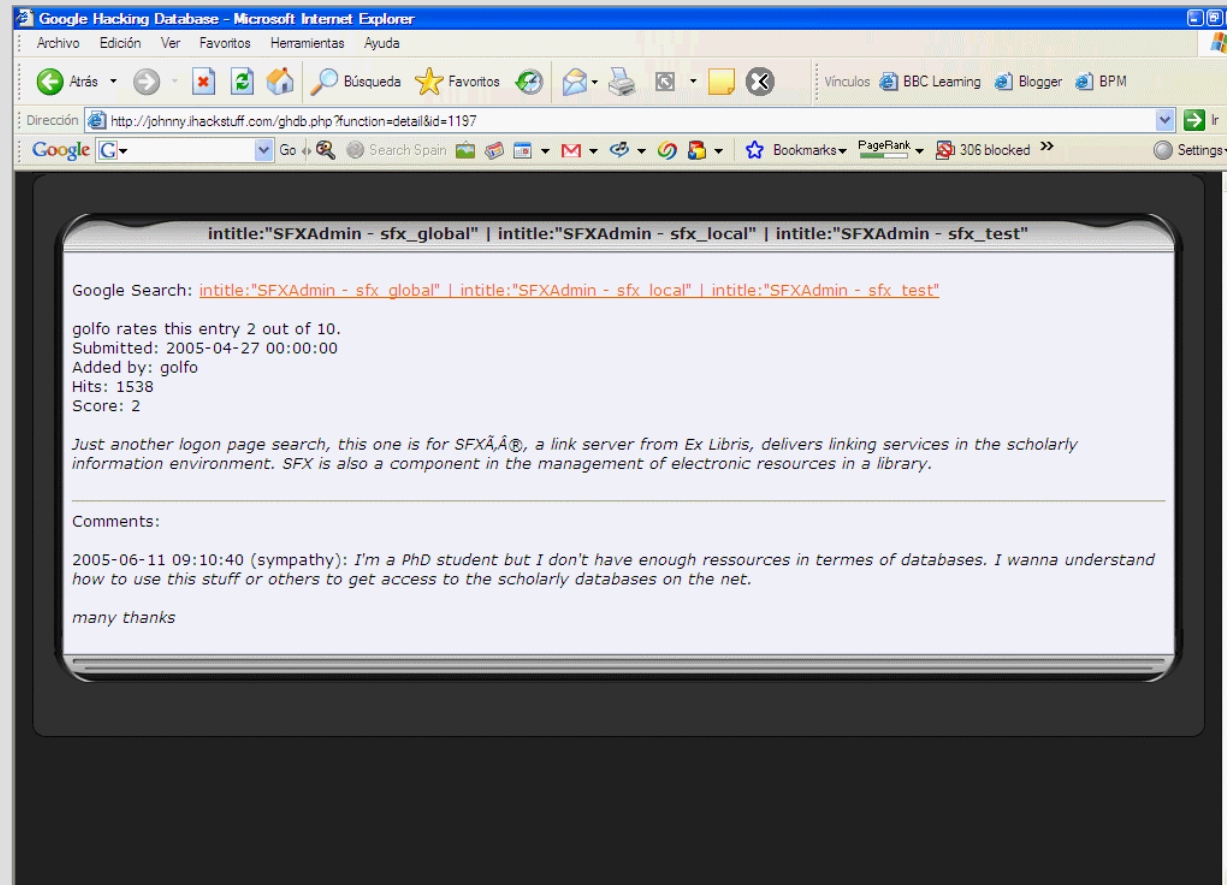 Google Hacking Database - Microsoft Internet Explorer
Archivo Edición Ver Favoritos Herramientas Ayuda
Atrás Búsqueda Favoritos Vínculos BBC Learning Blogger BPM
Dirección http://johnny.ihackstuff.com/ghdb.php?function=detail&id=1197 Ir
Google G Go Search Spain Bookmarks PageRank 306 blocked Settings
intitle:"SFXAdmin - sfx_global" | intitle:"SFXAdmin - sfx_local" | intitle:"SFXAdmin - sfx_test"
Google Search: intitle:"SFXAdmin - sfx_global" | intitle:"SFXAdmin - sfx_local" | intitle:"SFXAdmin - sfx_test"
golfo rates this entry 2 out of 10.
Submitted: 2005-04-27 00:00:00
Added by: golfo
Hits: 1538
Score: 2
Just another logon page search, this one is for SFXÃ‚Â®, a link server from Ex Libris, delivers linking services in the scholarly
information environment. SFX is also a component in the management of electronic resources in a library.
Comments:
2005-06-11 09:10:40 (sympathy): I'm a PhD student but I don't have enough ressources in termes of databases. I wanna understand
how to use this stuff or others to get access to the scholarly databases on the net.
many thanks